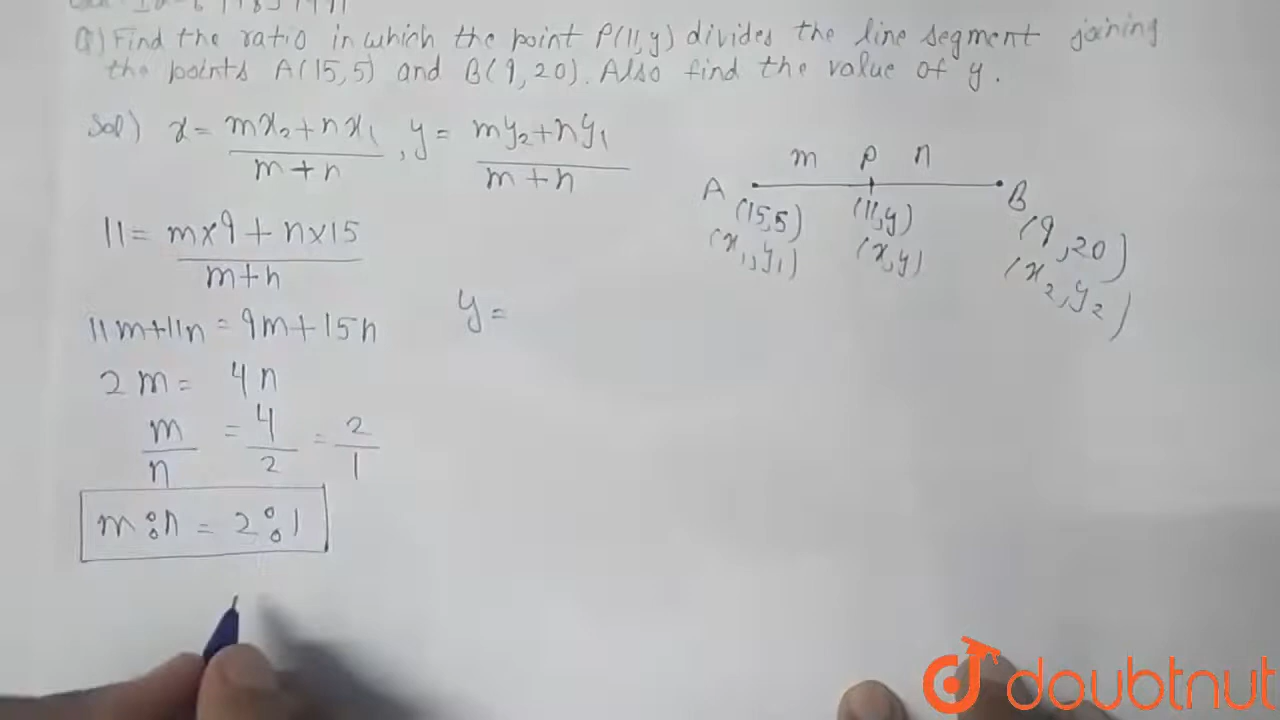 Q) Find the ratio in which the point P(11,y) divides the line segment joining
the points A(15,5) and B(9,20). Also find the value of y.
Sol) x = mx₂+nx₁ / m+n , y = my₂+ny₁ / m+n
m P n
A B
(15,5) (11,y) (9,20)
(x₁,y₁) (x,y) (x₂,y₂)
11 = m×9+n×15 / m+n
11m+11n = 9m+15n
y =
2m = 4n
m/n = 4/2 = 2/1
m:n = 2:1
doubtnut